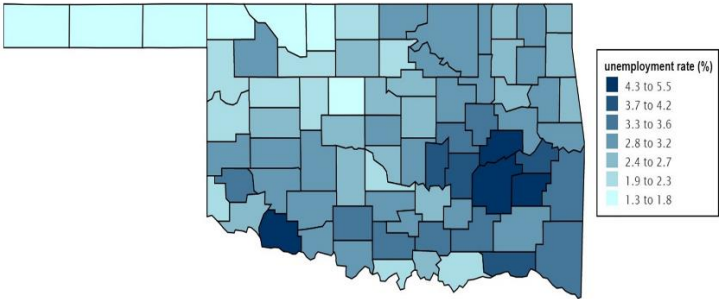 unemployment rate (%)
4.3 to 5.5
3.7 to 4.2
3.3 to 3.6
2.8 to 3.2
2.4 to 2.7
1.9 to 2.3
1.3 to 1.8